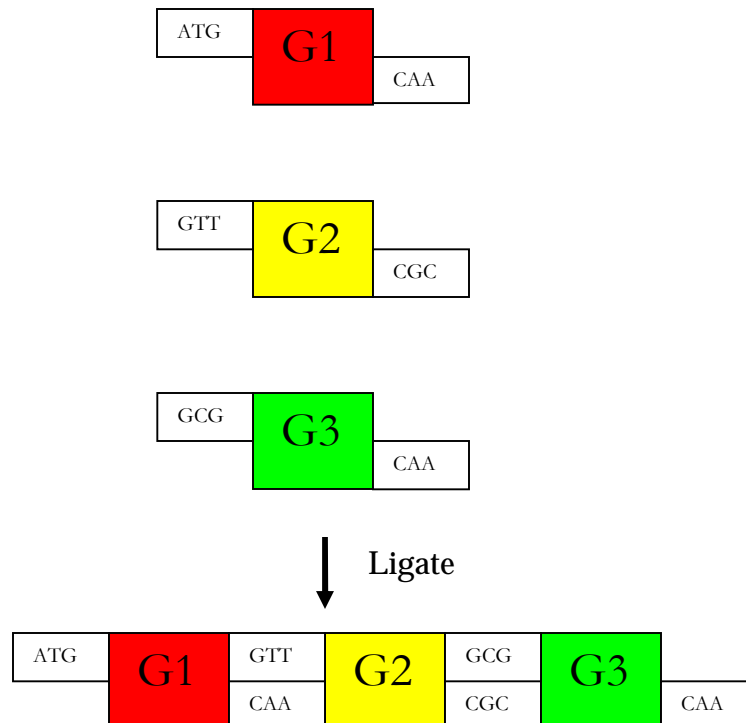 ATG G1 CAA
GTT G2 CGC
GCG G3 CAA
Ligate
ATG G1 GTT G2 GCG G3
CAA CGC CAA